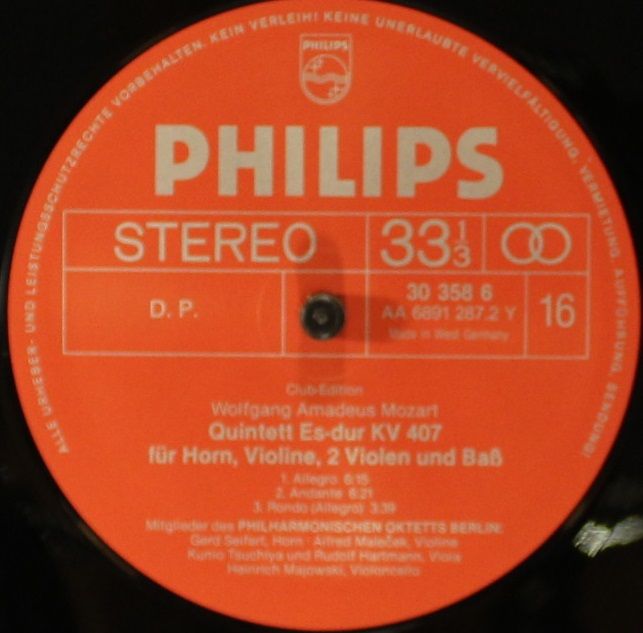 ALLE URHEBER- UND LEISTUNGSSCHUTZRECHTE VORBEHALTEN. KEIN VERLEIH! KEINE UNERLAUBTE VERVIELFÄLTIGUNG, VERMIETUNG, AUFFÜHRUNG, SENDUNG!
PHILIPS
PHILIPS
STEREO 33 1/3
D. P.
30 358 6
AA 6891 287.2 Y
Made in West Germany
16
Club-Edition
Wolfgang Amadeus Mozart
Quintett Es-dur KV 407
für Horn, Violine, 2 Violen und Baß
1. Allegro 6:15
2. Andante 6:21
3. Rondo (Allegro) 3:39
Mitglieder des PHILHARMONISCHEN OKTETTS BERLIN:
Gerd Seifert, Horn · Alfred Maleček, Violine
Kunio Tsuchiya und Rudolf Hartmann, Viola
Heinrich Majowski, Violoncello